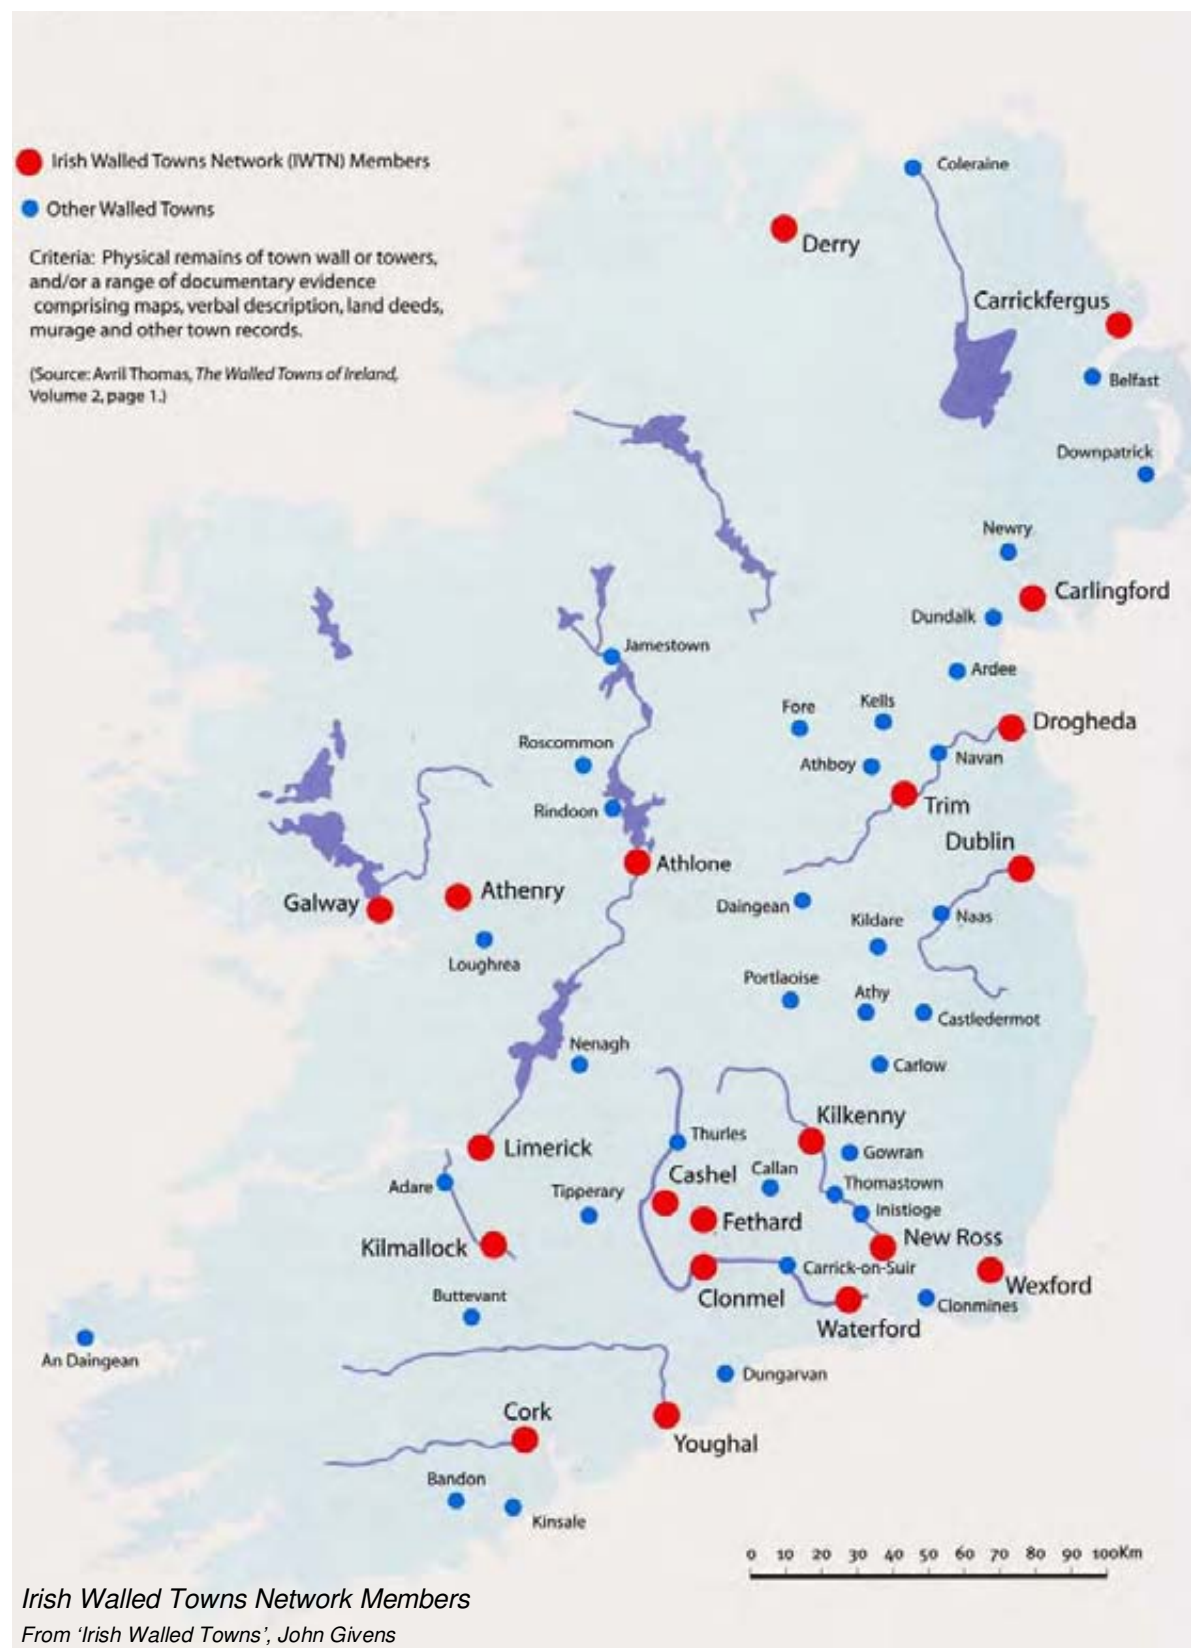 Irish Walled Towns Network (IWTN) Members
Other Walled Towns
Criteria: Physical remains of town wall or towers,
and/or a range of documentary evidence
comprising maps, verbal description, land deeds,
murage and other town records.
(Source: Avril Thomas, The Walled Towns of Ireland,
Volume 2, page 1.)
Coleraine
Derry
Carrickfergus
Belfast
Downpatrick
Newry
Carlingford
Dundalk
Jamestown
Ardee
Fore
Kells
Drogheda
Roscommon
Athboy
Navan
Rindoon
Trim
Dublin
Athlone
Galway
Athenry
Daingean
Kildare
Naas
Loughrea
Portlaoise
Athy
Castledermot
Nenagh
Carlow
Kilkenny
Limerick
Thurles
Gowran
Adare
Tipperary
Cashel
Callan
Thomastown
Fethard
Inistioge
Kilmallock
New Ross
Carrick-on-Suir
Wexford
Buttevant
Clonmel
Clonmines
Waterford
An Daingean
Dungarvan
Cork
Youghal
Bandon
Kinsale
0 10 20 30 40 50 60 70 80 90 100Km
Irish Walled Towns Network Members
From 'Irish Walled Towns', John Givens